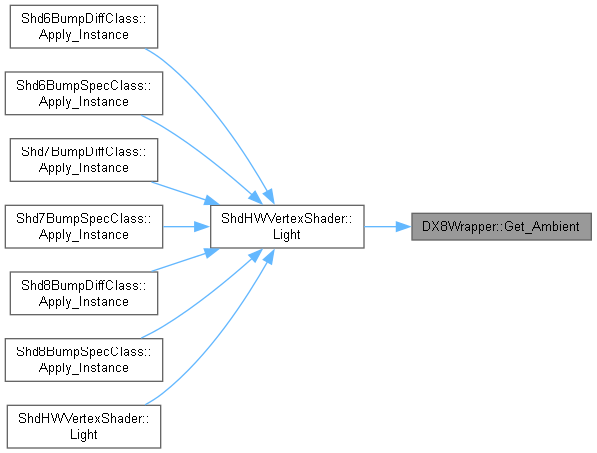 Shd6BumpDiffClass::
Apply_Instance
Shd6BumpSpecClass::
Apply_Instance
Shd7BumpDiffClass::
Apply_Instance
Shd7BumpSpecClass::
Apply_Instance
Shd8BumpDiffClass::
Apply_Instance
Shd8BumpSpecClass::
Apply_Instance
ShdHWVertexShader::
Light
ShdHWVertexShader::
Light
DX8Wrapper::Get_Ambient